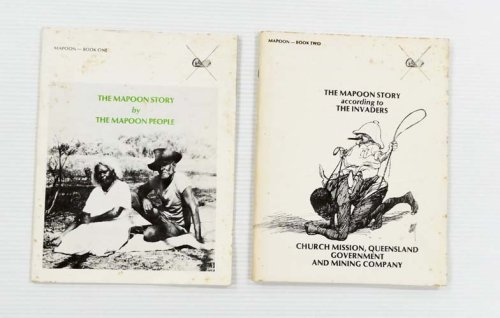 MAPOON — BOOK ONE
THE MAPOON STORY
by
THE MAPOON PEOPLE
MAPOON — BOOK TWO
THE MAPOON STORY
according to
THE INVADERS
CHURCH MISSION, QUEENSLAND
GOVERNMENT
AND MINING COMPANY